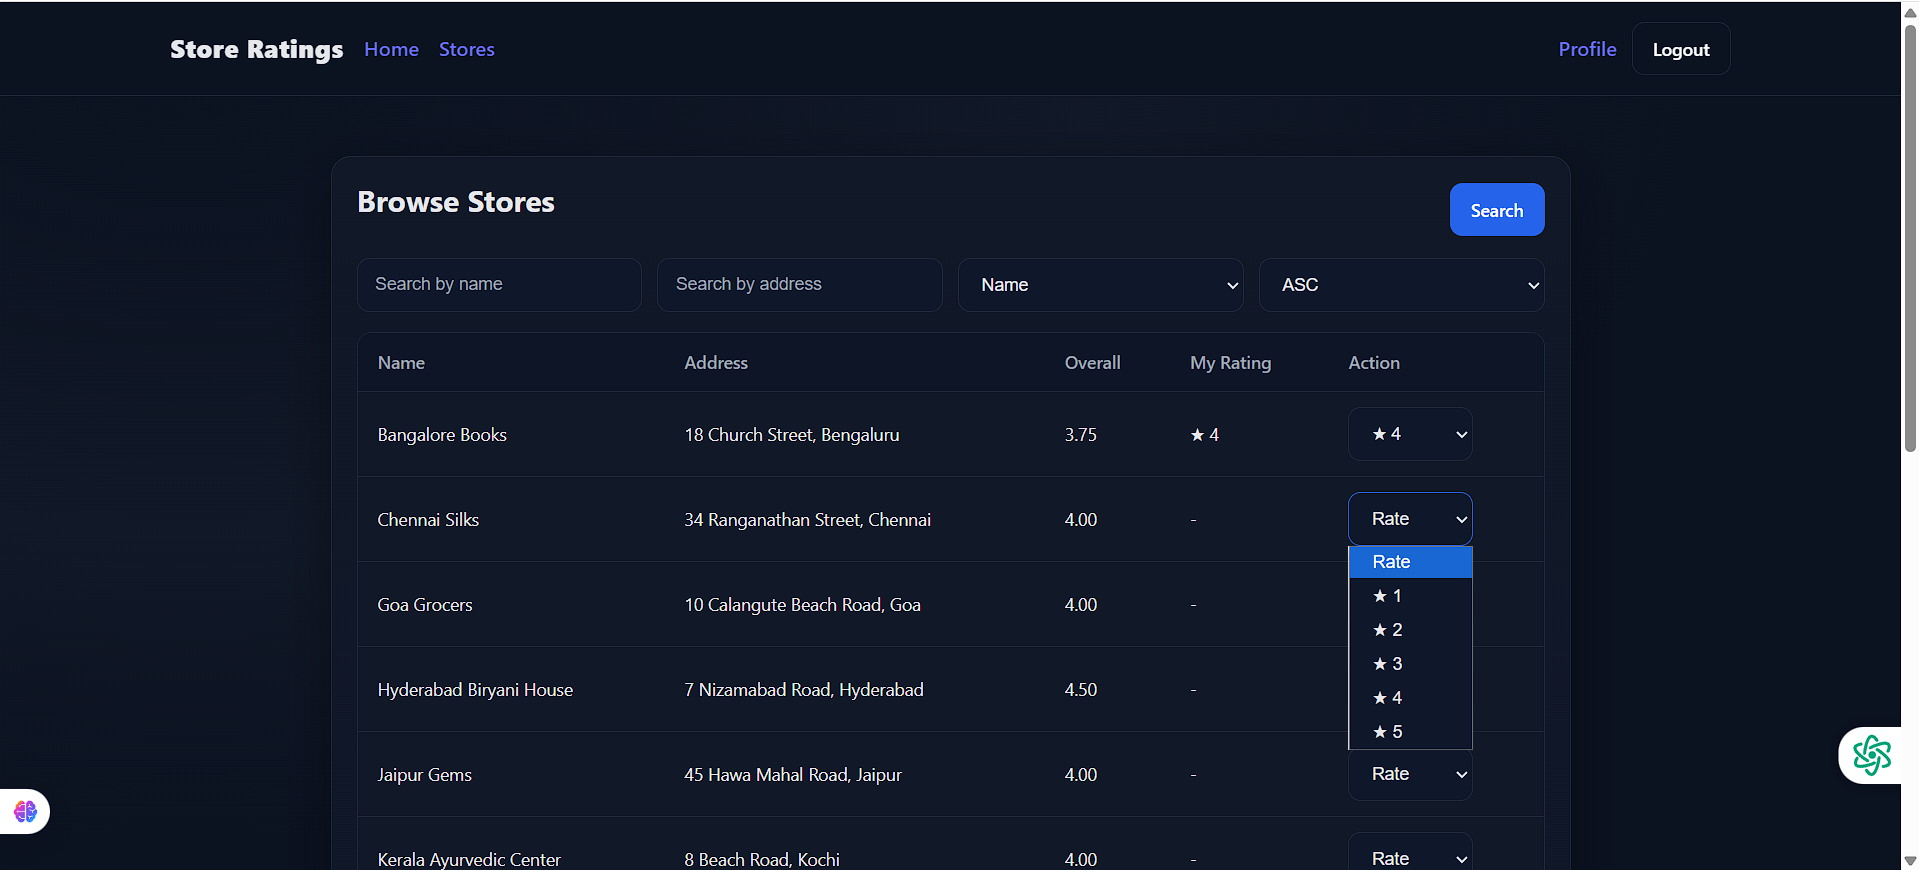 Store Ratings Home Stores Profile Logout
Browse Stores
Search
Search by name Search by address Name ASC
Name Address Overall My Rating Action
Bangalore Books 18 Church Street, Bengaluru 3.75 ★ 4 ★ 4
Chennai Silks 34 Ranganathan Street, Chennai 4.00 - Rate
Rate
★ 1
Goa Grocers 10 Calangute Beach Road, Goa 4.00 -
★ 2
★ 3
Hyderabad Biryani House 7 Nizamabad Road, Hyderabad 4.50 -
★ 4
★ 5
Jaipur Gems 45 Hawa Mahal Road, Jaipur 4.00 - Rate
Kerala Ayurvedic Center 8 Beach Road, Kochi 4.00 - Rate